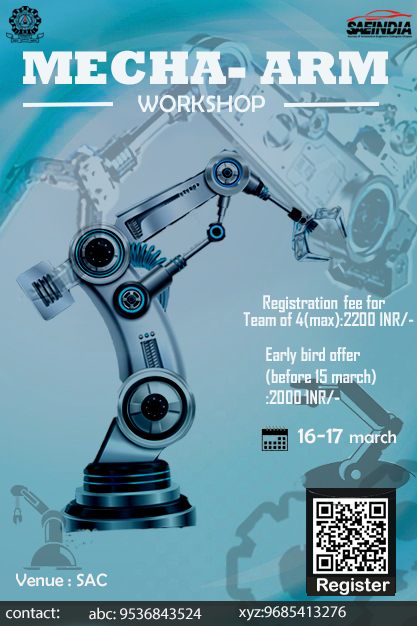 SAEINDIA
MECHA- ARM
WORKSHOP
Registration fee for
Team of 4(max):2200 INR/-
Early bird offer
(before 15 march)
:2000 INR/-
16-17 march
Register
Venue : SAC
contact: abc: 9536843524 xyz:9685413276